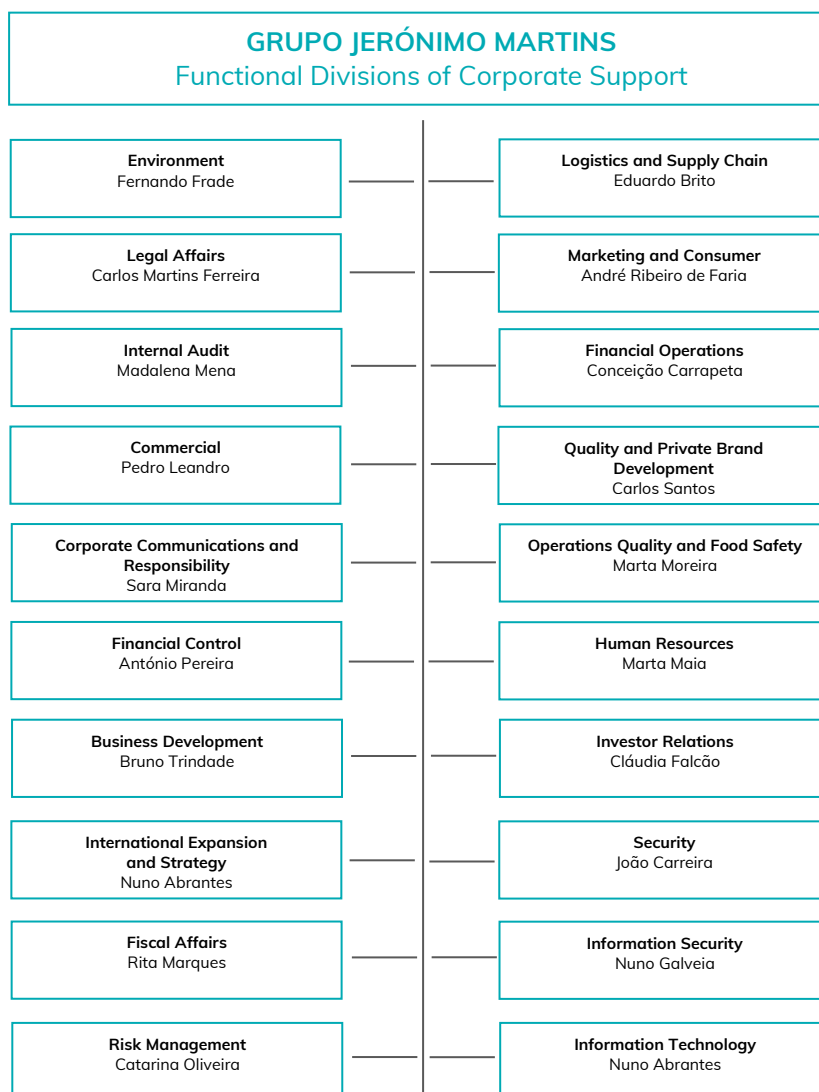 GRUPO JERÓNIMO MARTINS
Functional Divisions of Corporate Support
Environment
Fernando Frade
Logistics and Supply Chain
Eduardo Brito
Legal Affairs
Carlos Martins Ferreira
Marketing and Consumer
André Ribeiro de Faria
Internal Audit
Madalena Mena
Financial Operations
Conceição Carrapeta
Commercial
Pedro Leandro
Quality and Private Brand
Development
Carlos Santos
Corporate Communications and
Responsibility
Sara Miranda
Operations Quality and Food Safety
Marta Moreira
Financial Control
António Pereira
Human Resources
Marta Maia
Business Development
Bruno Trindade
Investor Relations
Cláudia Falcão
International Expansion
and Strategy
Nuno Abrantes
Security
João Carreira
Fiscal Affairs
Rita Marques
Information Security
Nuno Galveia
Risk Management
Catarina Oliveira
Information Technology
Nuno Abrantes